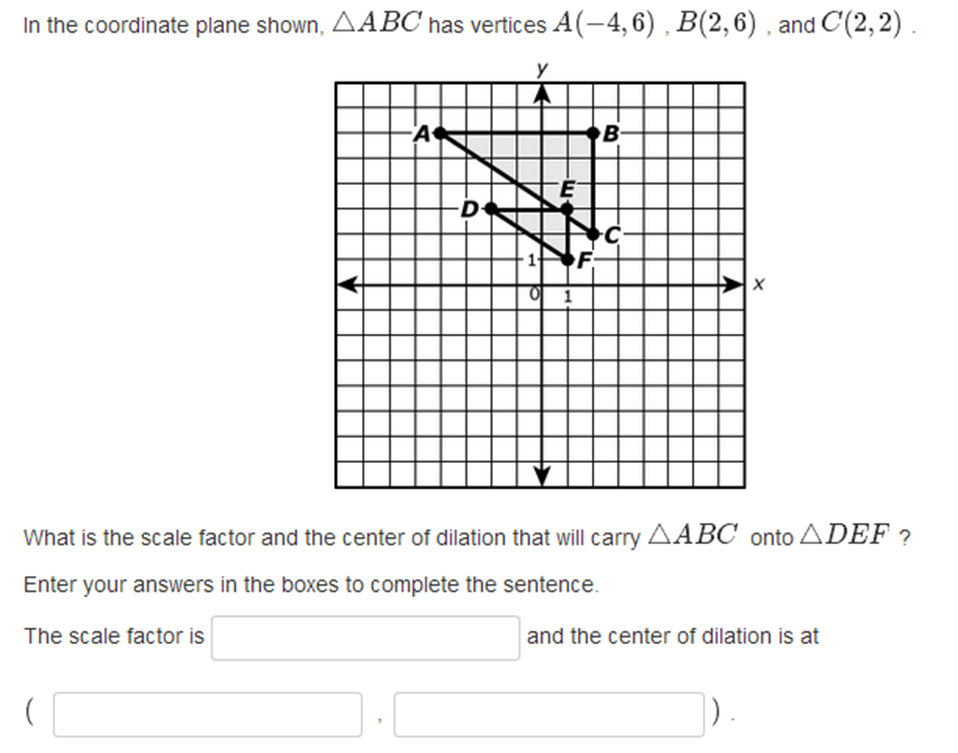 In the coordinate plane shown, △ABC has vertices A(−4,6) , B(2,6) , and C(2,2) .
y
A
B
E
D
C
1
F
x
0
1
What is the scale factor and the center of dilation that will carry △ABC onto △DEF ?
Enter your answers in the boxes to complete the sentence.
The scale factor is and the center of dilation is at
( , ) .